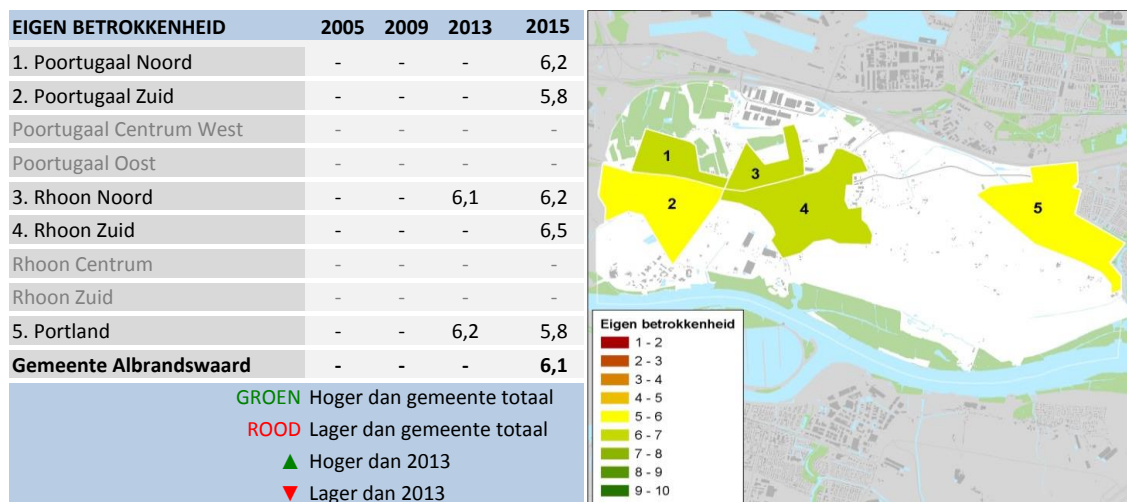 EIGEN BETROKKENHEID 2005 2009 2013 2015
1. Poortugaal Noord - - - 6,2
2. Poortugaal Zuid - - - 5,8
Poortugaal Centrum West - - - -
Poortugaal Oost - - - -
3. Rhoon Noord - - 6,1 6,2
4. Rhoon Zuid - - - 6,5
Rhoon Centrum - - - -
Rhoon Zuid - - - -
5. Portland - - 6,2 5,8
Gemeente Albrandswaard - - - 6,1
GROEN Hoger dan gemeente totaal
ROOD Lager dan gemeente totaal
▲ Hoger dan 2013
▼ Lager dan 2013
1
3
2
4
5
Eigen betrokkenheid
1 - 2
2 - 3
3 - 4
4 - 5
5 - 6
6 - 7
7 - 8
8 - 9
9 - 10